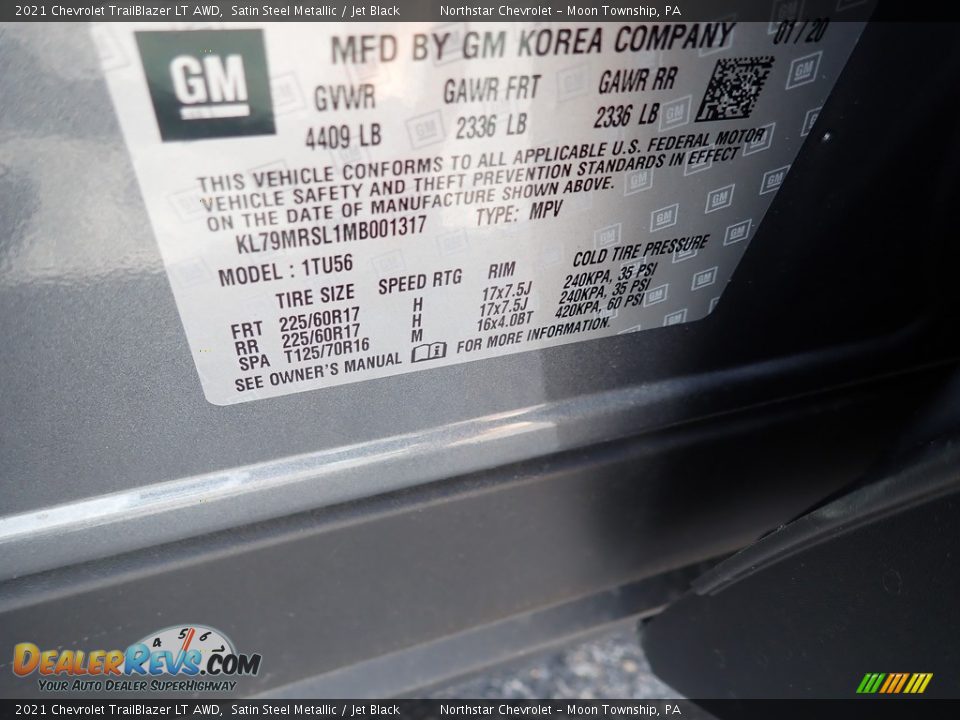 2021 Chevrolet TrailBlazer LT AWD, Satin Steel Metallic / Jet Black Northstar Chevrolet - Moon Township, PA
GM
MFD BY GM KOREA COMPANY 01/20
GVWR GAWR FRT GAWR RR
4409 LB 2336 LB 2336 LB
THIS VEHICLE CONFORMS TO ALL APPLICABLE U.S. FEDERAL MOTOR
VEHICLE SAFETY AND THEFT PREVENTION STANDARDS IN EFFECT
ON THE DATE OF MANUFACTURE SHOWN ABOVE.
KL79MRSL1MB001317 TYPE: MPV
MODEL : 1TU56
TIRE SIZE SPEED RTG RIM COLD TIRE PRESSURE
FRT 225/60R17 H 17x7.5J 240KPA, 35 PSI
RR 225/60R17 H 17x7.5J 240KPA, 35 PSI
SPA T125/70R16 M 16x4.0BT 420KPA, 60 PSI
SEE OWNER'S MANUAL FOR MORE INFORMATION.
4 5 6
DealerRevs.com
Your Auto Dealer SuperHighway
2021 Chevrolet TrailBlazer LT AWD, Satin Steel Metallic / Jet Black Northstar Chevrolet - Moon Township, PA